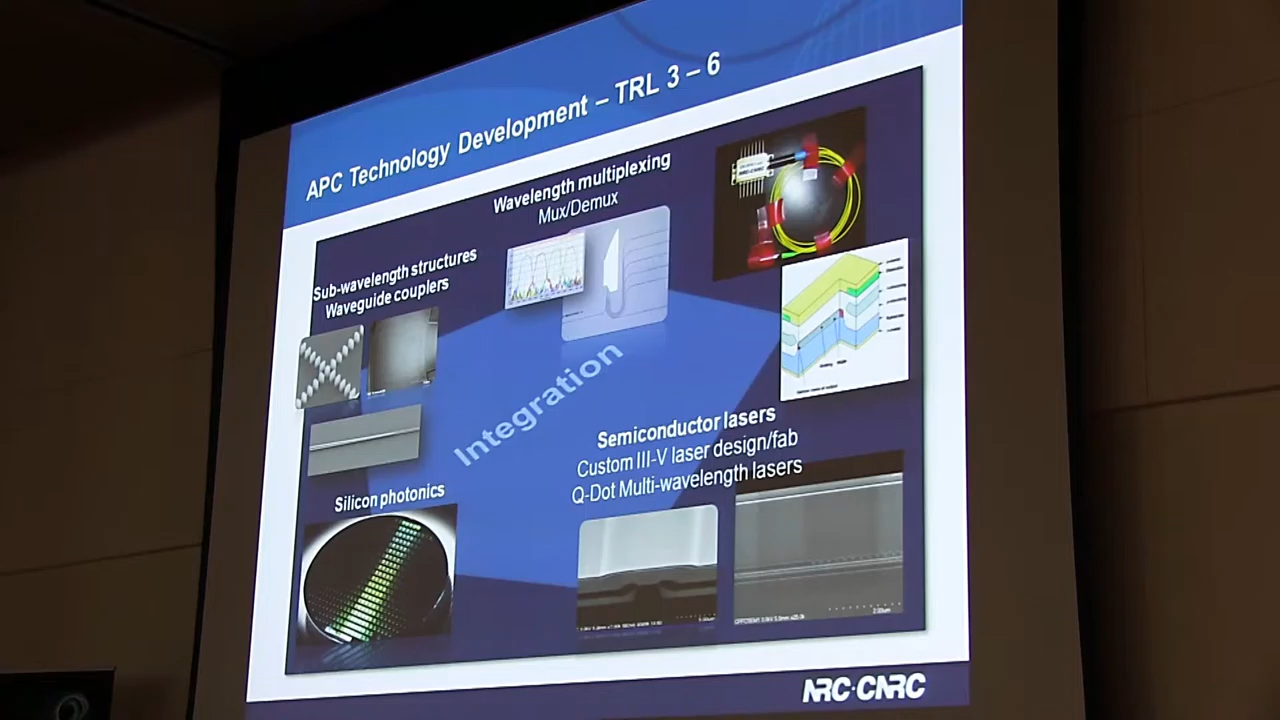 APC Technology Development – TRL 3 – 6
Wavelength multiplexing
Mux/Demux
Sub-wavelength structures
Waveguide couplers
Integration
Semiconductor lasers
Custom III-V laser design/fab
Q-Dot Multi-wavelength lasers
Silicon photonics
NRC·CNRC